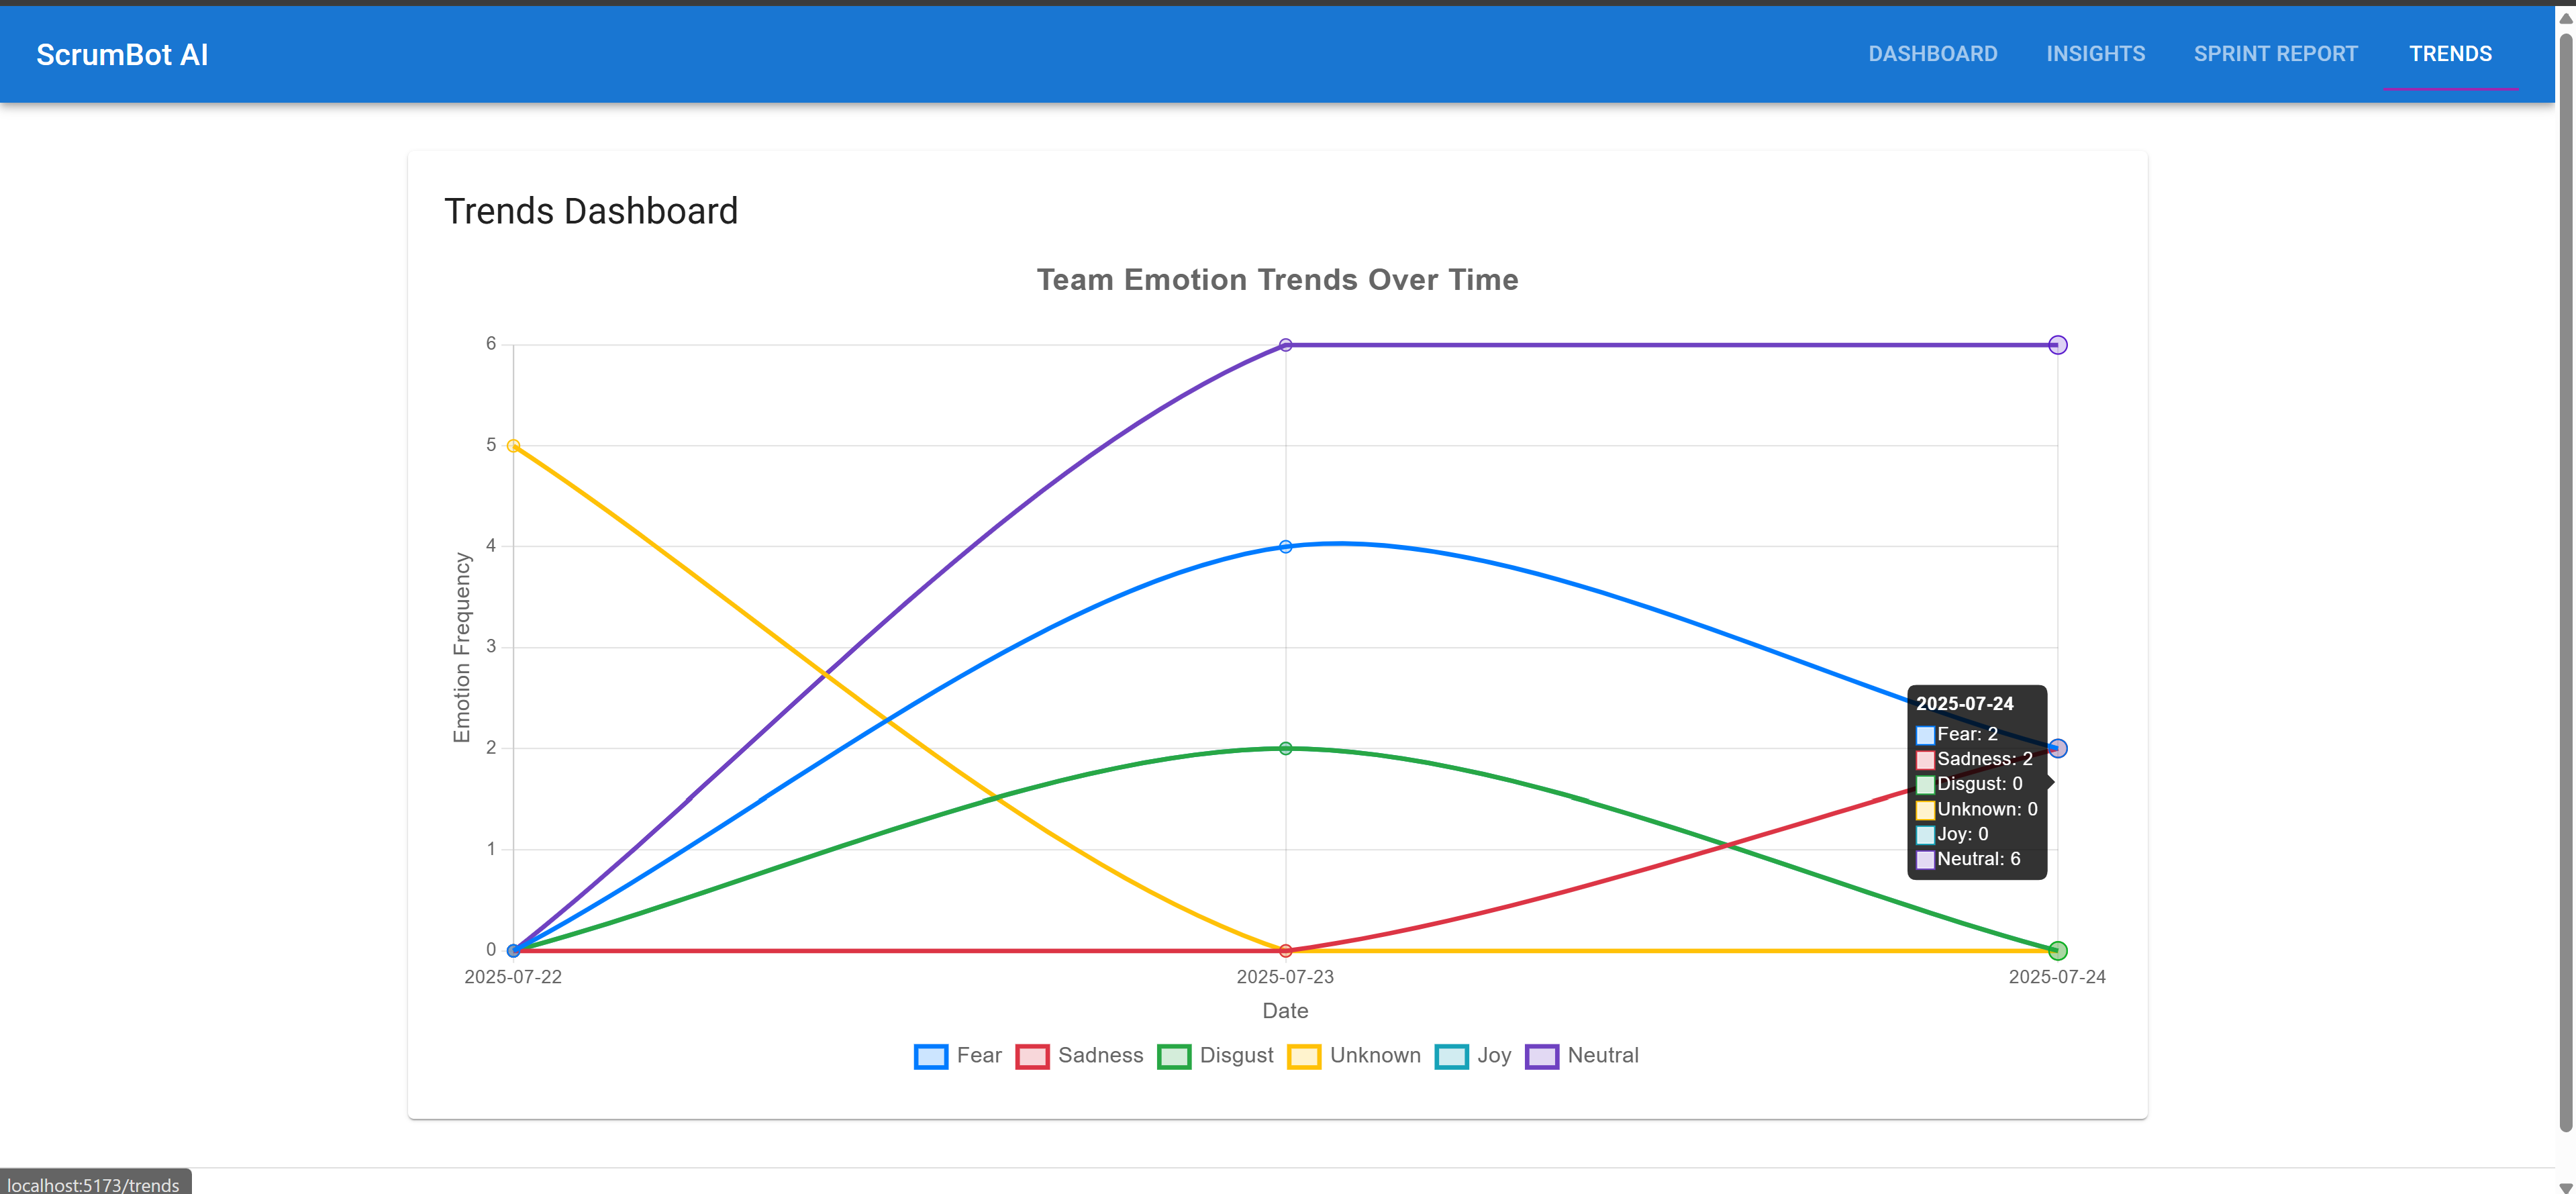 ScrumBot AI
DASHBOARD
INSIGHTS
SPRINT REPORT
TRENDS
Trends Dashboard
Team Emotion Trends Over Time
6
5
4
3
2
1
0
Emotion Frequency
2025-07-24
Fear: 2
Sadness: 2
Disgust: 0
Unknown: 0
Joy: 0
Neutral: 6
2025-07-22
2025-07-23
2025-07-24
Date
Fear
Sadness
Disgust
Unknown
Joy
Neutral
localhost:5173/trends